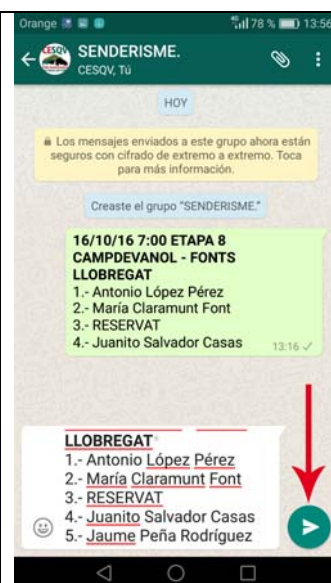 Orange 78 % 13:56
CESQV
SENDERISME.
CESQV, Tú
HOY
Los mensajes enviados a este grupo ahora están
seguros con cifrado de extremo a extremo. Toca
para más información.
Creaste el grupo "SENDERISME."
16/10/16 7:00 ETAPA 8
CAMPDEVANOL - FONTS
LLOBREGAT
1.- Antonio López Pérez
2.- María Claramunt Font
3.- RESERVAT
4.- Juanito Salvador Casas
13:16
LLOBREGAT*
1.- Antonio López Pérez
2.- María Claramunt Font
3.- RESERVAT
4.- Juanito Salvador Casas
5.- Jaume Peña Rodríguez